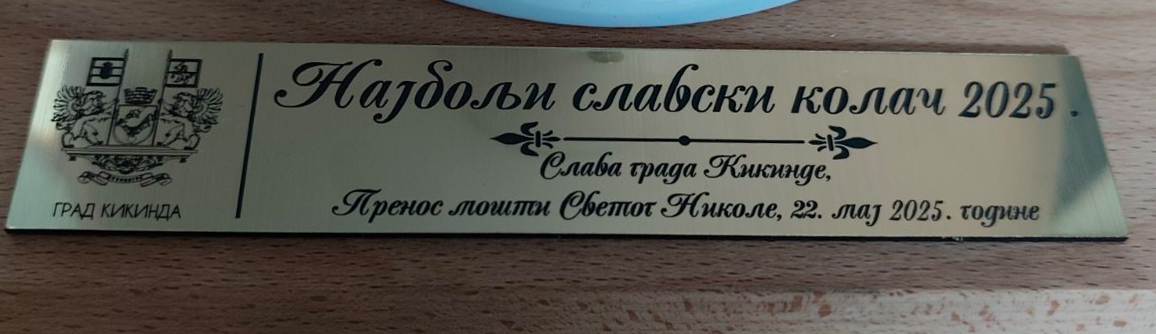 Најбољи славски колач 2025.
Слава града Кикинде,
Пренос мошти Светог Николе, 22. мај 2025. године
ГРАД КИКИНДА